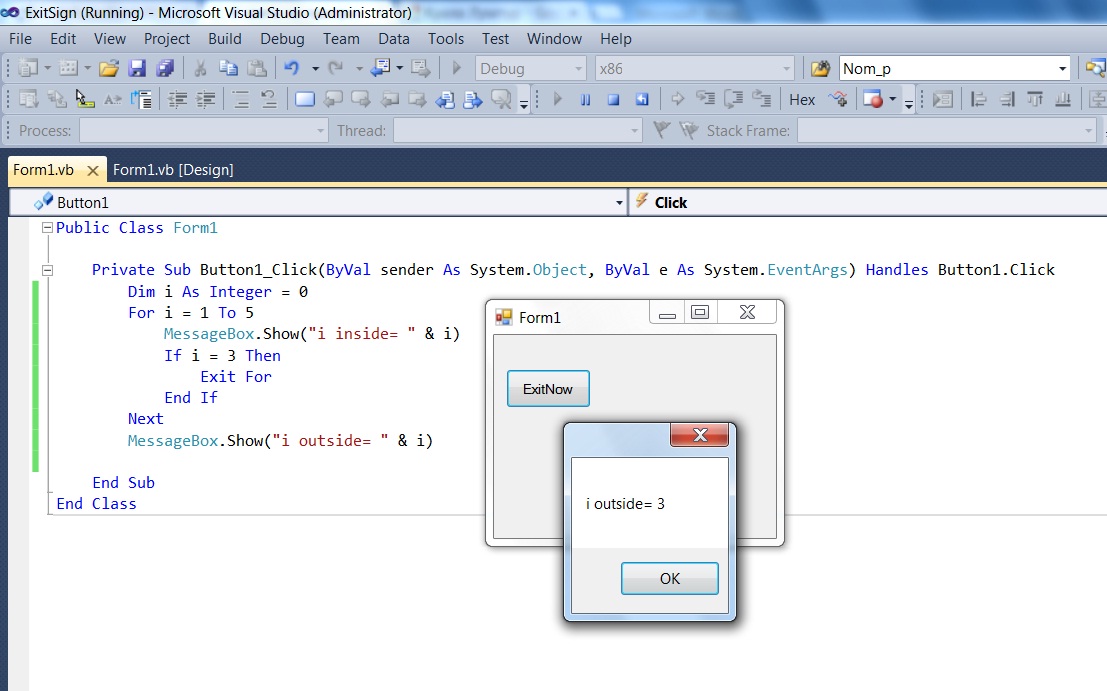 ExitSign (Running) - Microsoft Visual Studio (Administrator)
File Edit View Project Build Debug Team Data Tools Test Window Help
Debug x86 Nom_p
Hex
Process: Thread: Stack Frame:
Form1.vb Form1.vb [Design]
Button1 Click
Public Class Form1
Private Sub Button1_Click(ByVal sender As System.Object, ByVal e As System.EventArgs) Handles Button1.Click
Dim i As Integer = 0
For i = 1 To 5
MessageBox.Show("i inside= " & i)
If i = 3 Then
Exit For
End If
Next
MessageBox.Show("i outside= " & i)
End Sub
End Class
Form1
ExitNow
i outside= 3
OK